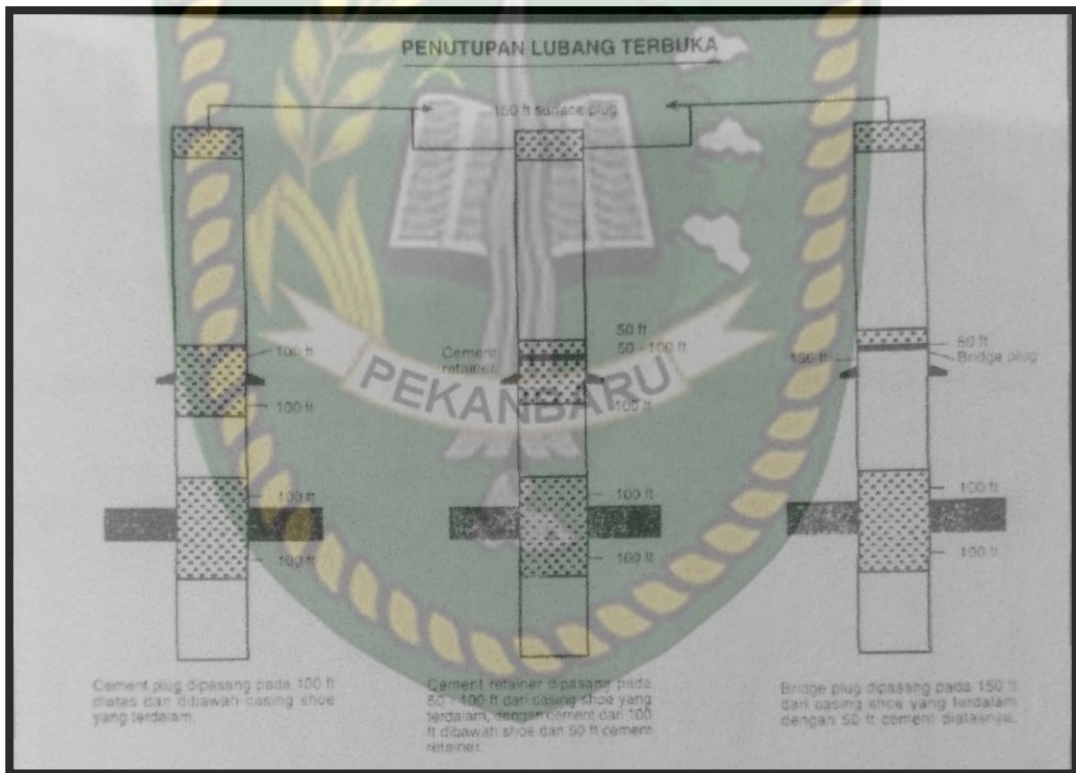 PENUTUPAN LUBANG TERBUKA
150 ft surface plug
100 ft
100 ft
100 ft
100 ft
Cement
retainer
50 ft
50 - 100 ft
100 ft
100 ft
100 ft
150 ft
50 ft
Bridge plug
100 ft
100 ft
PEKANBARU
Cement plug dipasang pada 100 ft
diatas dan dibawah casing shoe
yang terdalam.
Cement retainer dipasang pada
50 - 100 ft dari casing shoe yang
terdalam, dengan cement dari 100
ft dibawah shoe dan 50 ft cement
retainer.
Bridge plug dipasang pada 150 ft
dari casing shoe yang terdalam
dengan 50 ft cement diatasnya.